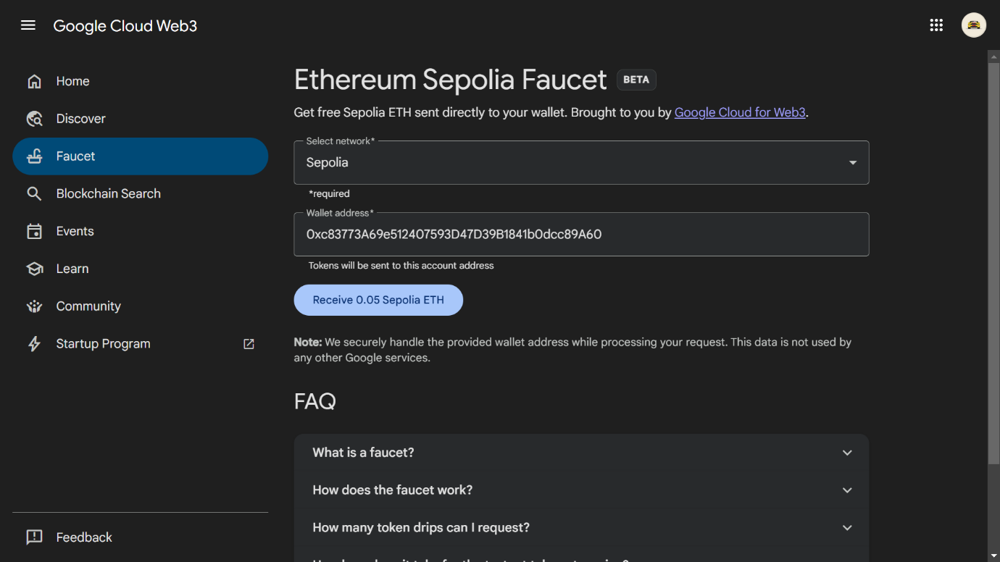 Google Cloud Web3
Home
Discover
Faucet
Blockchain Search
Events
Learn
Community
Startup Program
Feedback
Ethereum Sepolia Faucet BETA
Get free Sepolia ETH sent directly to your wallet. Brought to you by Google Cloud for Web3.
Select network*
Sepolia
*required
Wallet address*
0xc83773A69e512407593D47D39B1841b0dcc89A60
Tokens will be sent to this account address
Receive 0.05 Sepolia ETH
Note: We securely handle the provided wallet address while processing your request. This data is not used by
any other Google services.
FAQ
What is a faucet?
How does the faucet work?
How many token drips can I request?